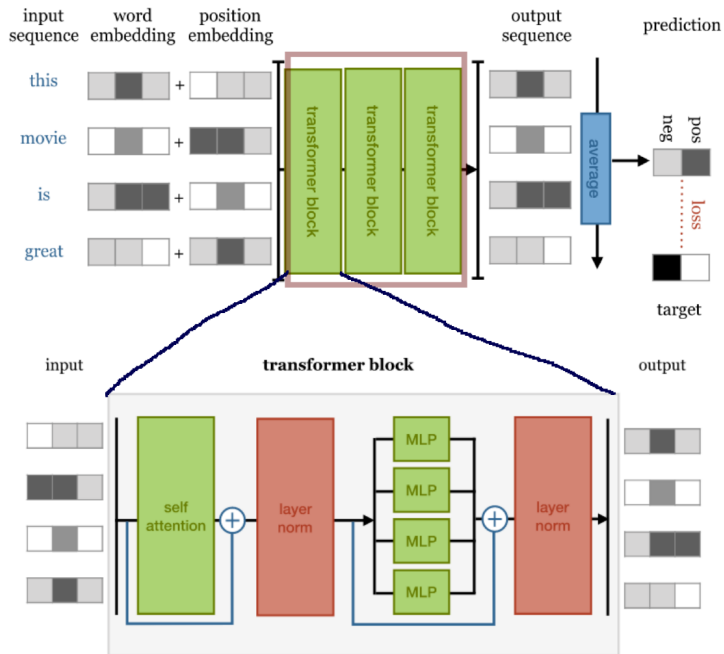 input
sequence
word
embedding
position
embedding
output
sequence
prediction
this
+
movie
+
is
+
great
+
transformer block
transformer block
transformer block
average
neg
pos
loss
target
input
transformer block
output
self
attention
layer
norm
MLP
MLP
MLP
MLP
layer
norm